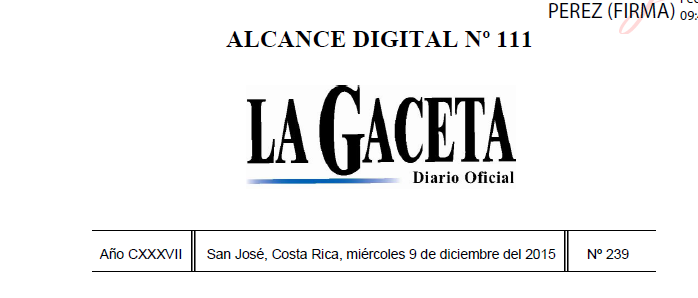 PEREZ (FIRMA)
09:
ALCANCE DIGITAL Nº 111
LA GACETA
Diario Oficial
Año CXXXVII San José, Costa Rica, miércoles 9 de diciembre del 2015 Nº 239